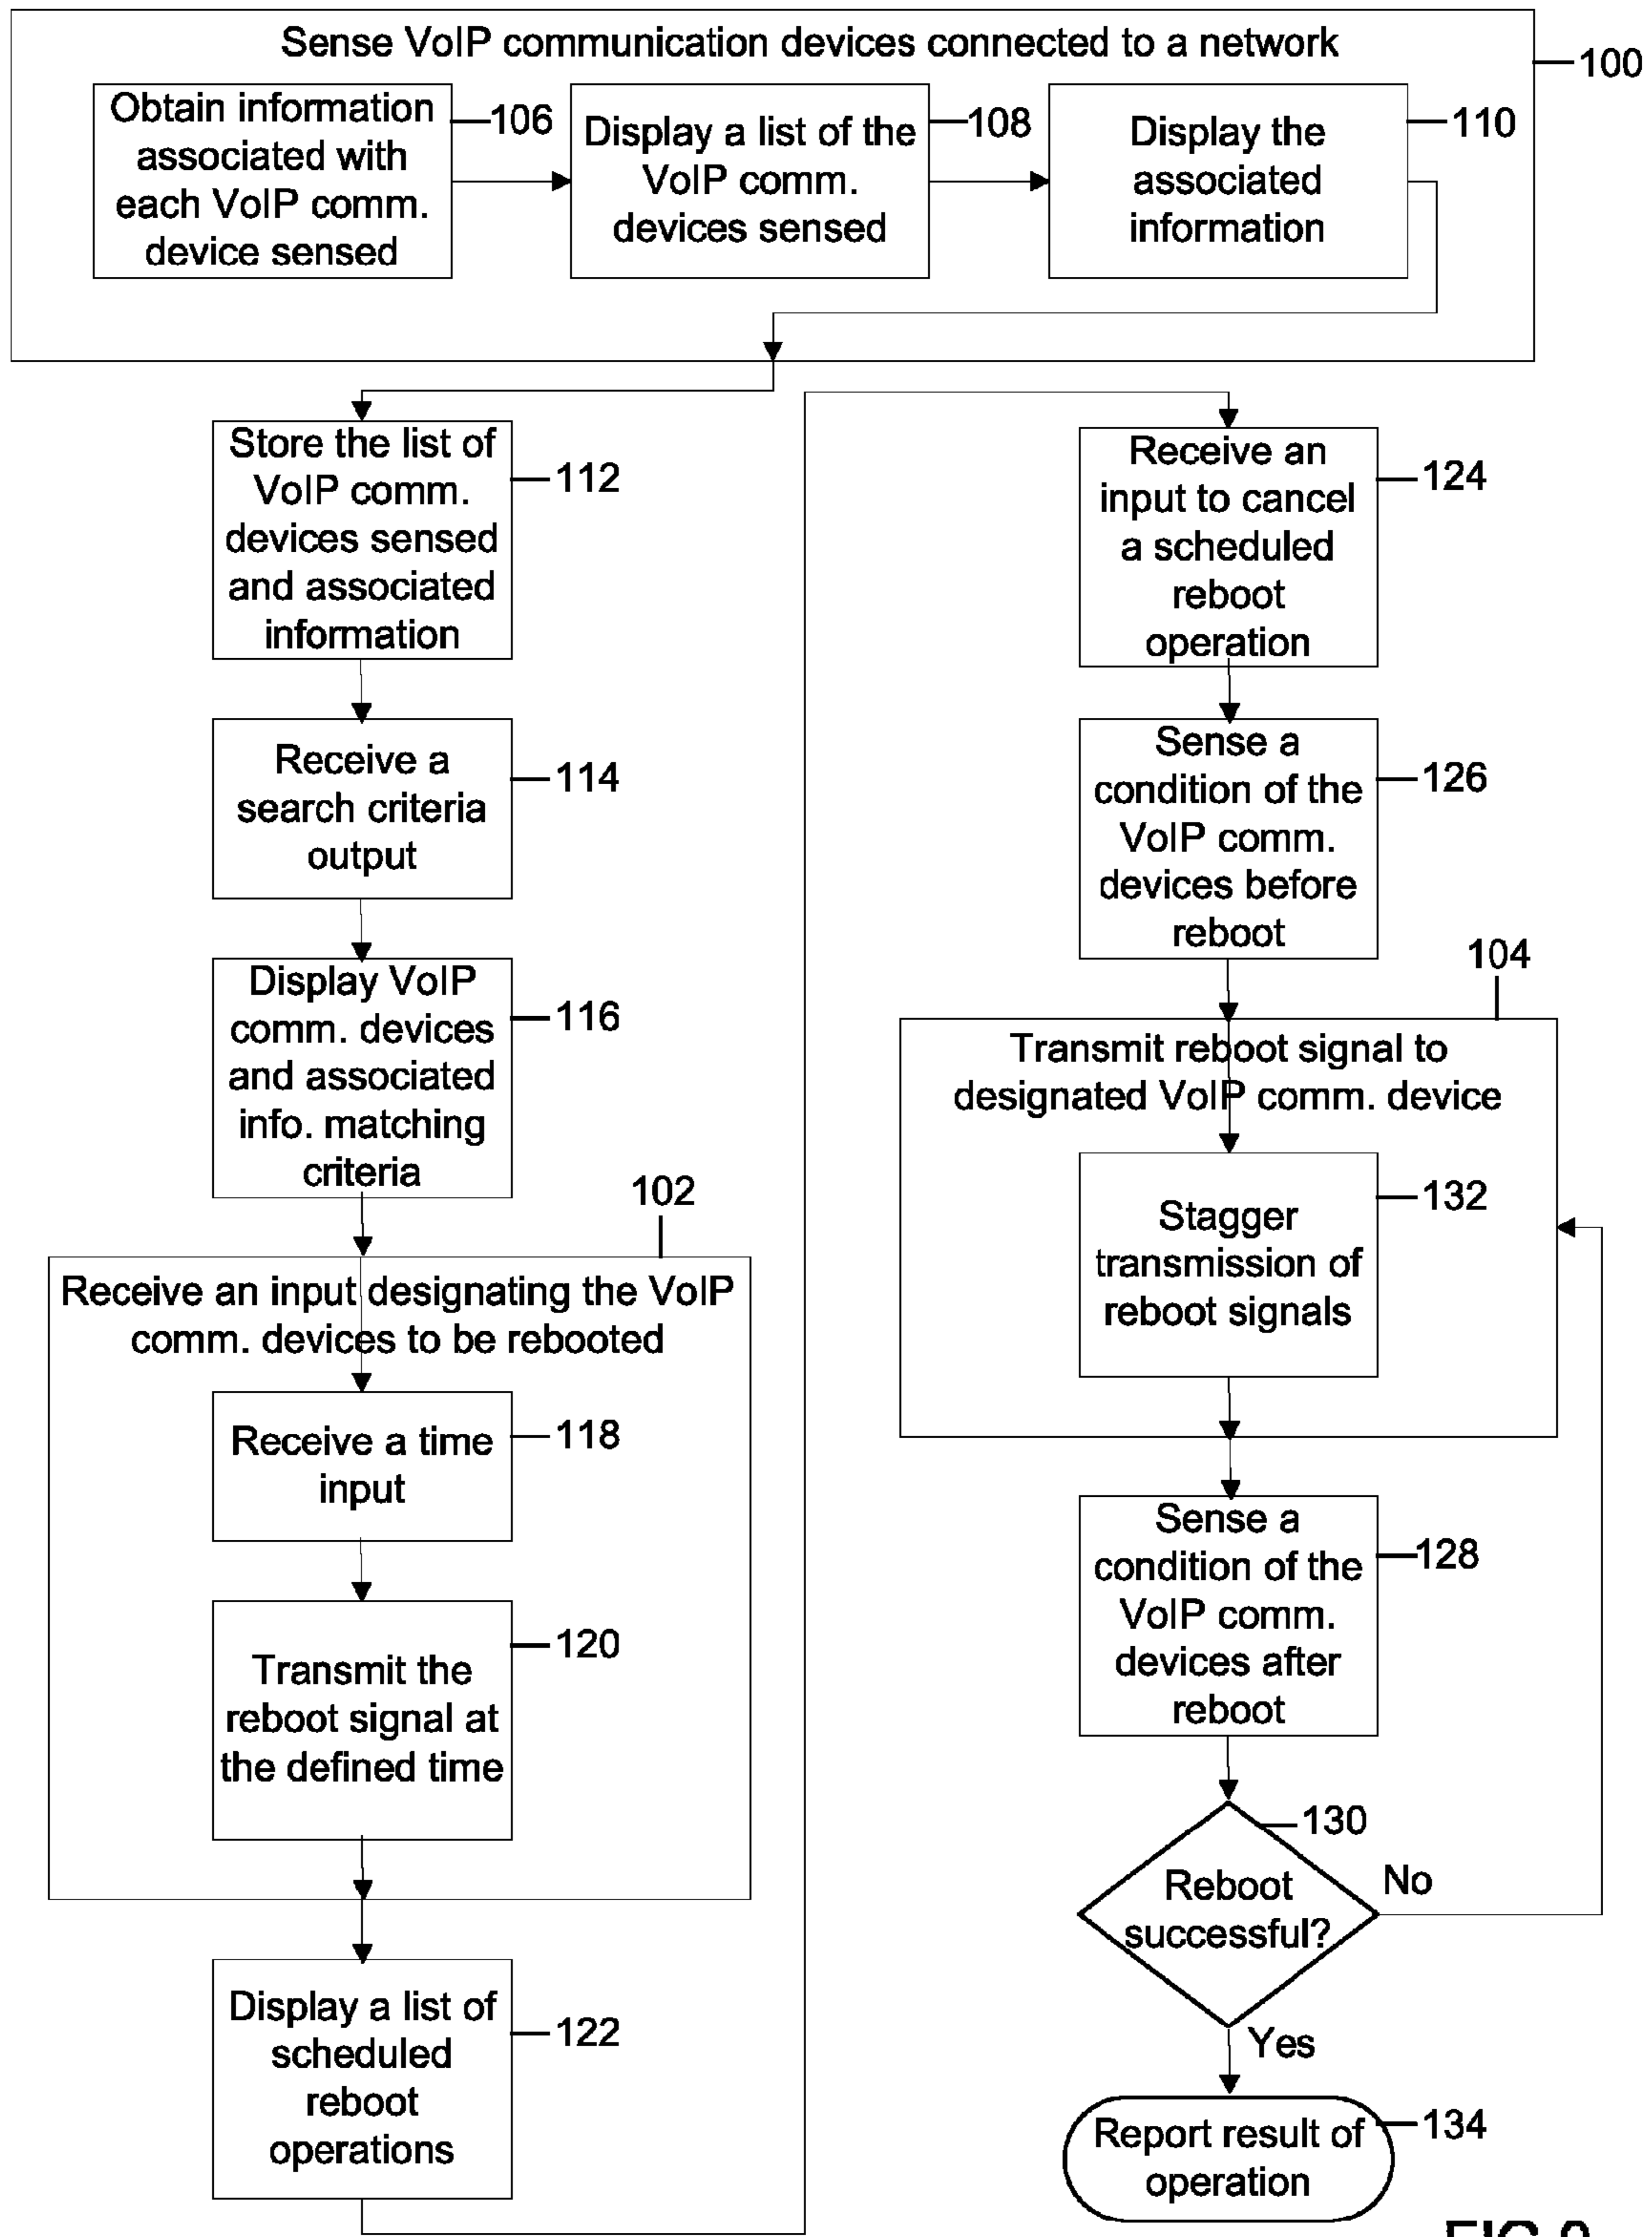 Sense VoIP communication devices connected to a network
100
Obtain information
associated with
each VoIP comm.
device sensed
106
Display a list of the
VoIP comm.
devices sensed
108
Display the
associated
information
110
Store the list of
VoIP comm.
devices sensed
and associated
information
112
Receive a
search criteria
output
114
Display VoIP
comm. devices
and associated
info. matching
criteria
116
102
Receive an input designating the VoIP
comm. devices to be rebooted
Receive a time
input
118
Transmit the
reboot signal at
the defined time
120
Display a list of
scheduled
reboot
operations
122
Receive an
input to cancel
a scheduled
reboot
operation
124
Sense a
condition of the
VoIP comm.
devices before
reboot
126
104
Transmit reboot signal to
designated VoIP comm. device
Stagger
transmission of
reboot signals
132
Sense a
condition of the
VoIP comm.
devices after
reboot
128
130
Reboot
successful?
No
Yes
Report result of
operation
134